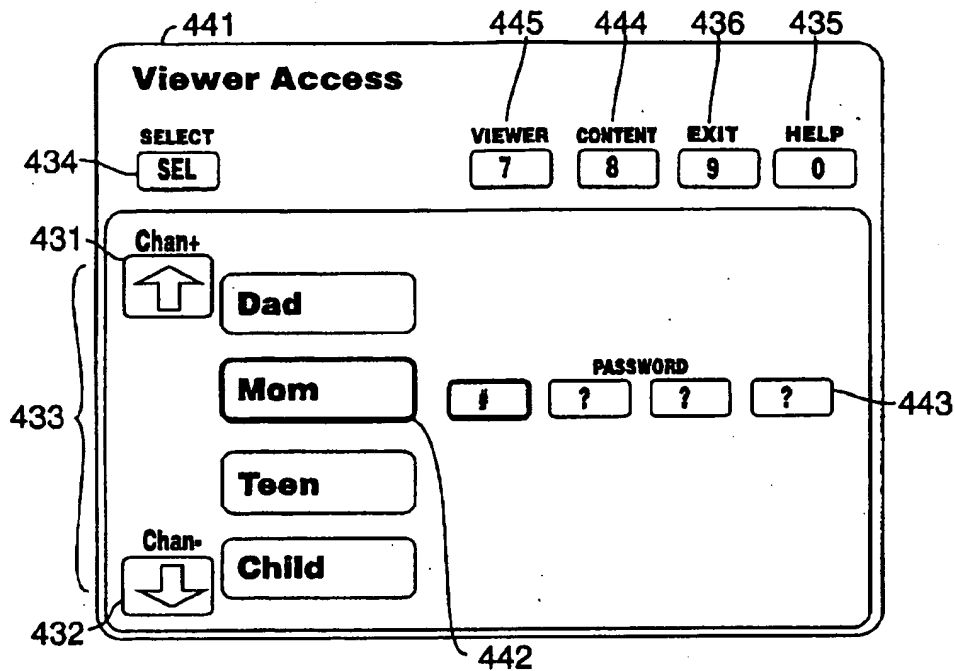 441 445 444 436 435
Viewer Access
SELECT VIEWER CONTENT EXIT HELP
434 SEL 7 8 9 0
431 Chan+
Dad
PASSWORD
433 Mom # ? ? ? 443
Teen
Chan-
Child
432 442